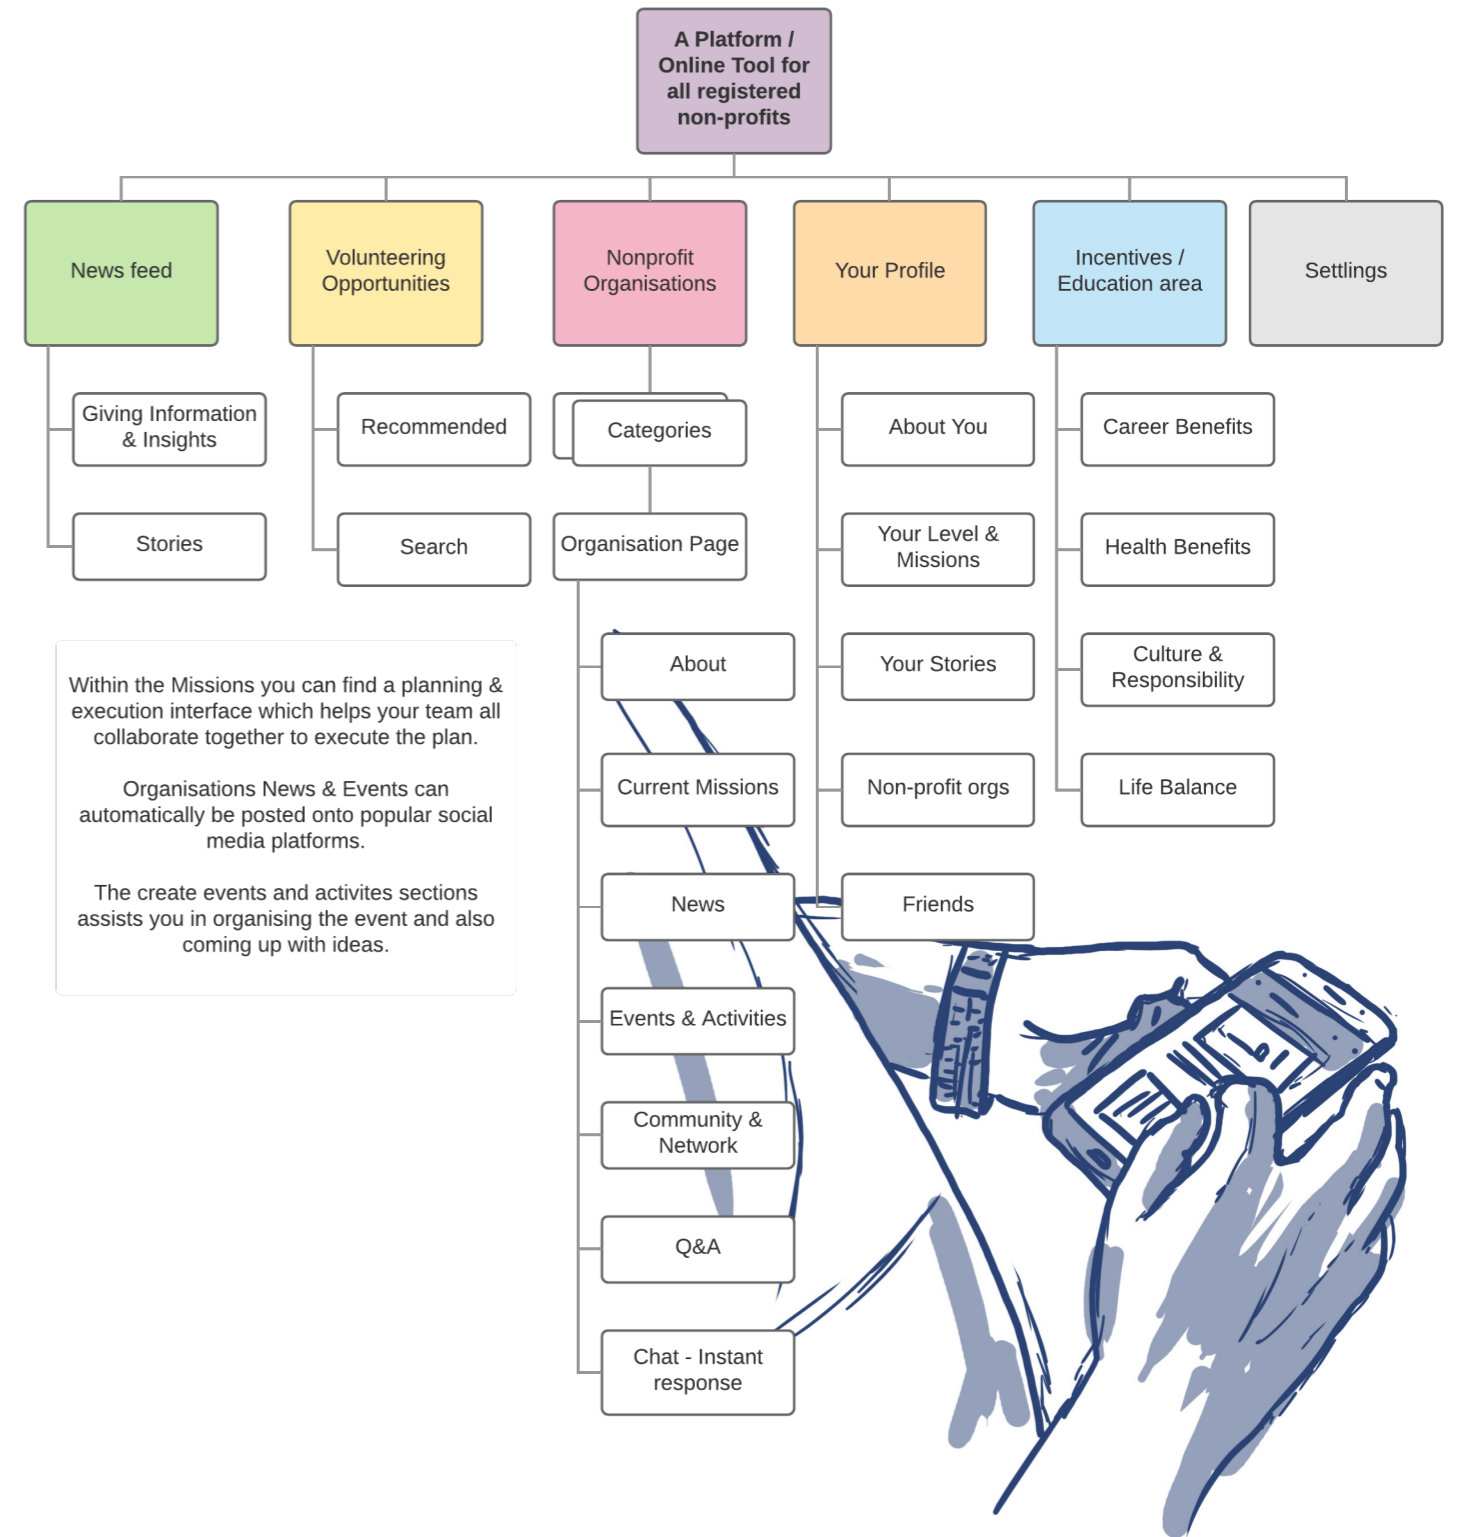 A Platform /
Online Tool for
all registered
non-profits
News feed
Volunteering
Opportunities
Nonprofit
Organisations
Your Profile
Incentives /
Education area
Settlings
Giving Information
& Insights
Stories
Recommended
Search
Categories
Organisation Page
About
Current Missions
News
Events & Activities
Community &
Network
Q&A
Chat - Instant
response
About You
Your Level &
Missions
Your Stories
Non-profit orgs
Friends
Career Benefits
Health Benefits
Culture &
Responsibility
Life Balance
Within the Missions you can find a planning &
execution interface which helps your team all
collaborate together to execute the plan.
Organisations News & Events can
automatically be posted onto popular social
media platforms.
The create events and activites sections
assists you in organising the event and also
coming up with ideas.